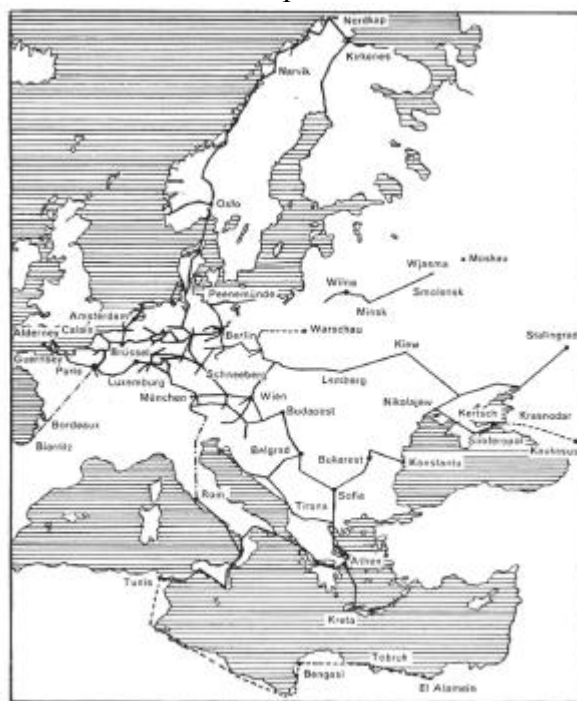 Nordkap
Kirkenes
Narvik
Oslo
Wjasma
Moskau
Peenemünde
Wilna
Smolensk
Minsk
Amsterdam
Stalingrad
Alderney
Calais
Berlin
Warschau
Kiew
Guernsey
Brüssel
Paris
Luxemburg
Schneeberg
Lemberg
München
Wien
Nikolajew
Kertsch
Krasnodar
Budapest
Bordeaux
Sewastopol
Kaukasus
Biarritz
Belgrad
Bukarest
Konstanta
Rom
Tirana
Sofia
Athen
Tunis
Kreta
Tobruk
Bengasi
El Alamein